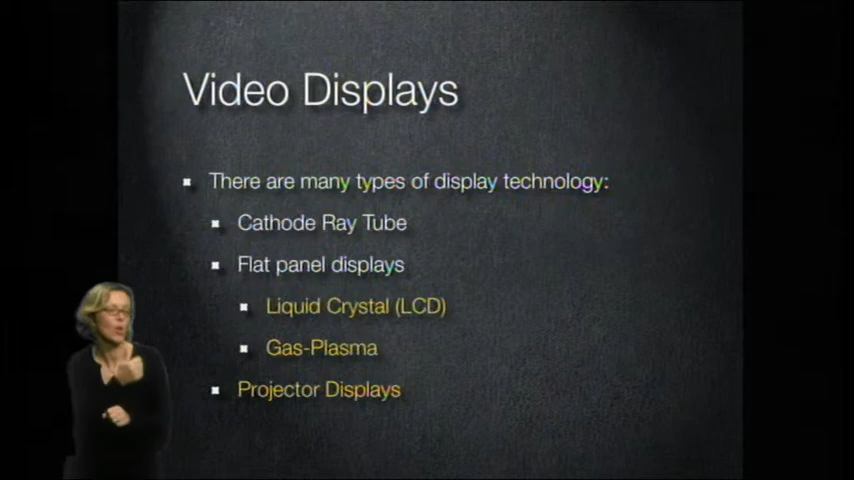 Video Displays
There are many types of display technology:
Cathode Ray Tube
Flat panel displays
Liquid Crystal (LCD)
Gas-Plasma
Projector Displays